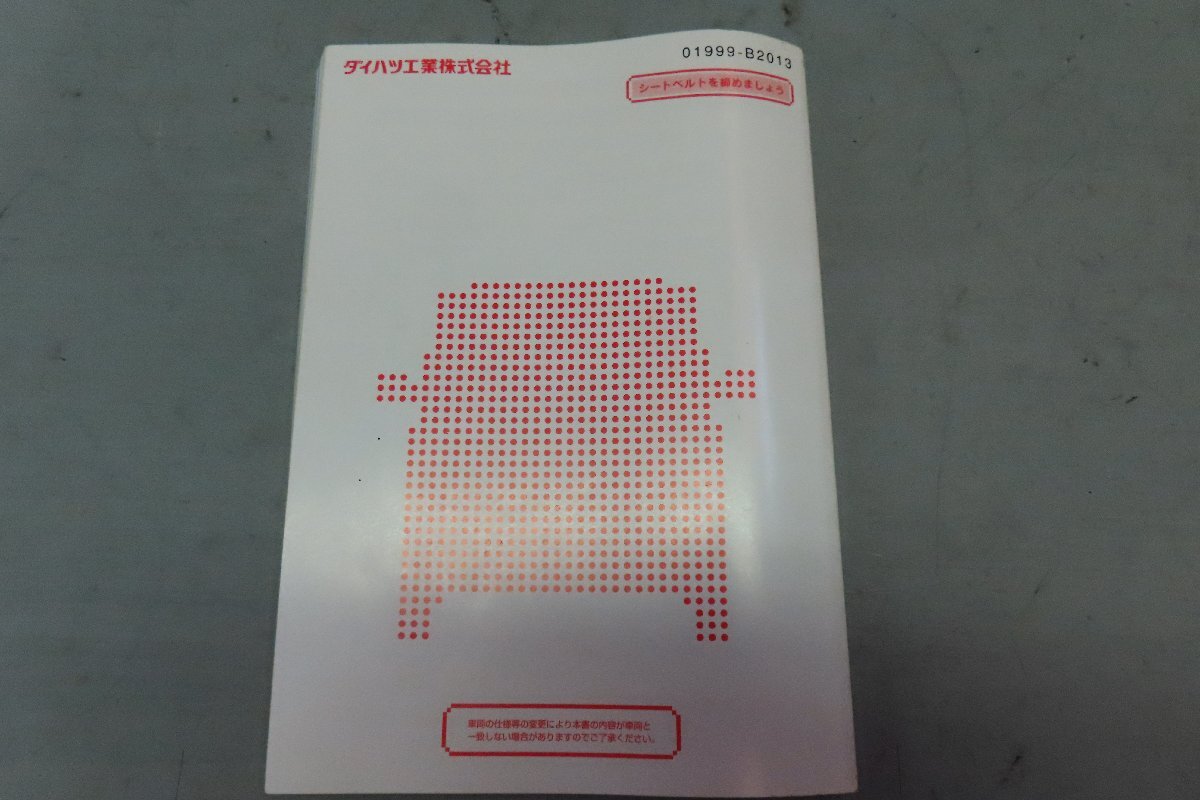 ダイハツ工業株式会社
01999-B2013
シートベルトを締めましょう
車両の仕様等の変更により本書の内容が車両と
一致しない場合がありますのでご了承ください。